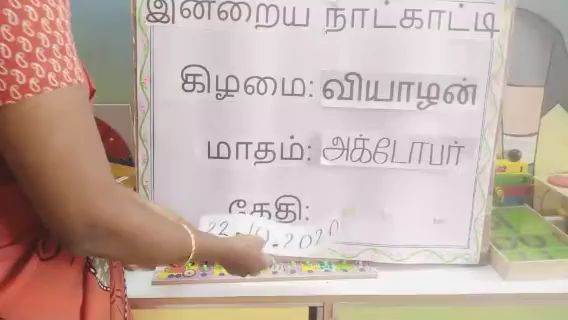 இன்றைய நாட்காட்டி
கிழமை: வியாழன்
மாதம்: அக்டோபர்
தேதி:
22.10.2020